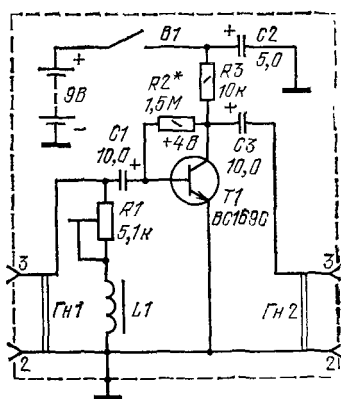 + В1 + С2
5,0
9В
R2* R3
1,5М 10к
+
С1 +4В С3
10,0 + 10,0
R1
5,1к
Т1
ВС169С
3 3
Гн1 L1 Гн2
2 2
−